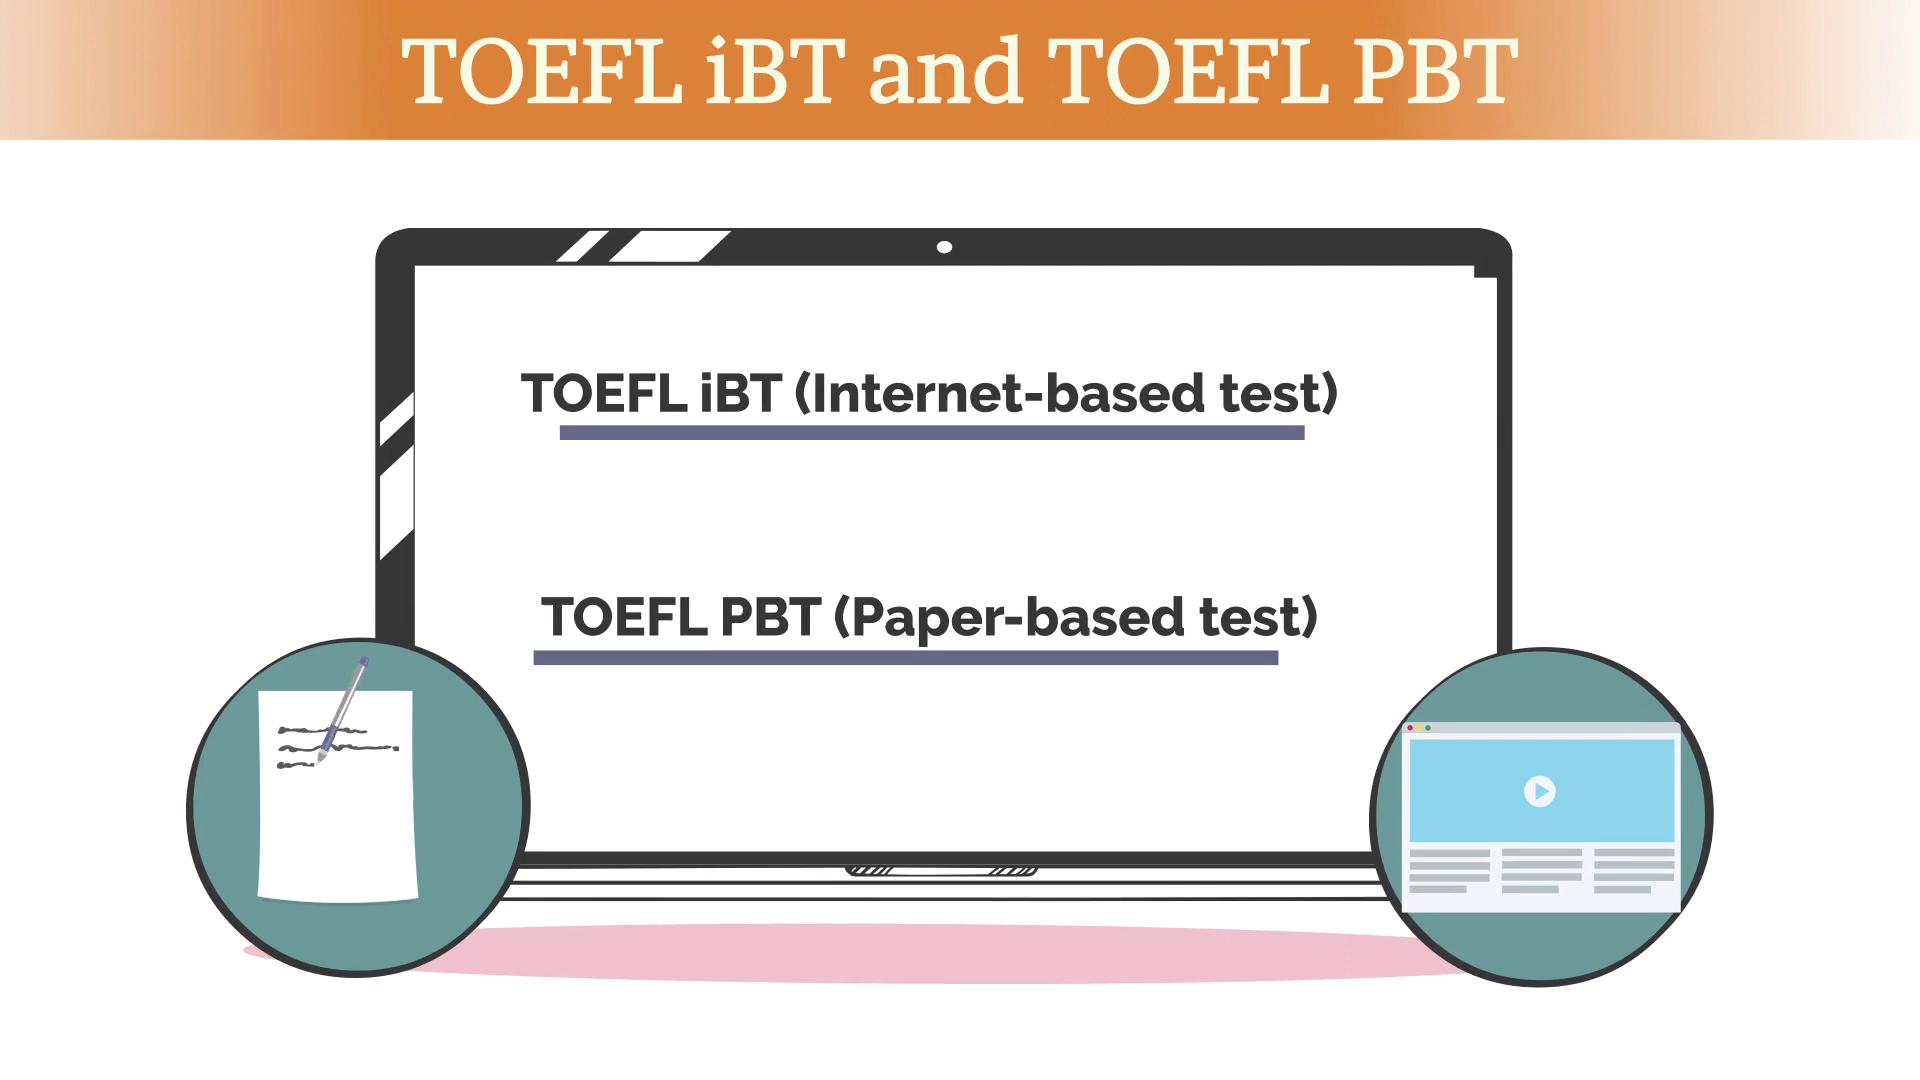 TOEFL iBT and TOEFL PBT
TOEFL iBT (Internet-based test)
TOEFL PBT (Paper-based test)